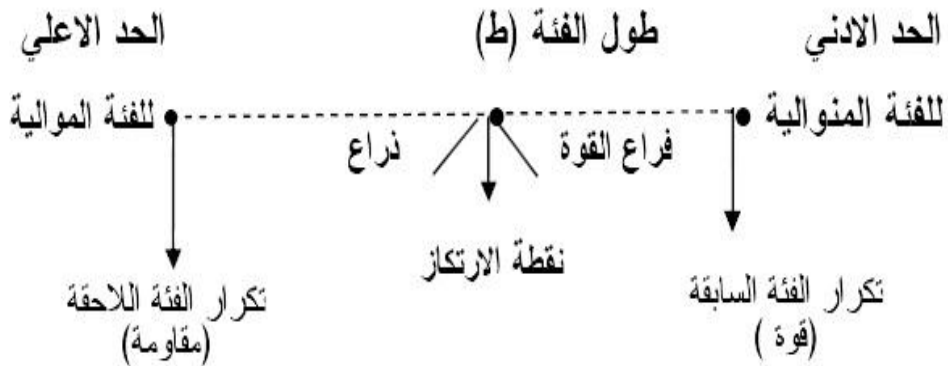 الحد الادني
طول الفئة (ط)
الحد الاعلي
للفئة المنوالية
للفئة الموالية
فراع القوة
ذراع
نقطة الارتكاز
تكرار الفئة السابقة
(قوة )
تكرار الفئة اللاحقة
(مقاومة)